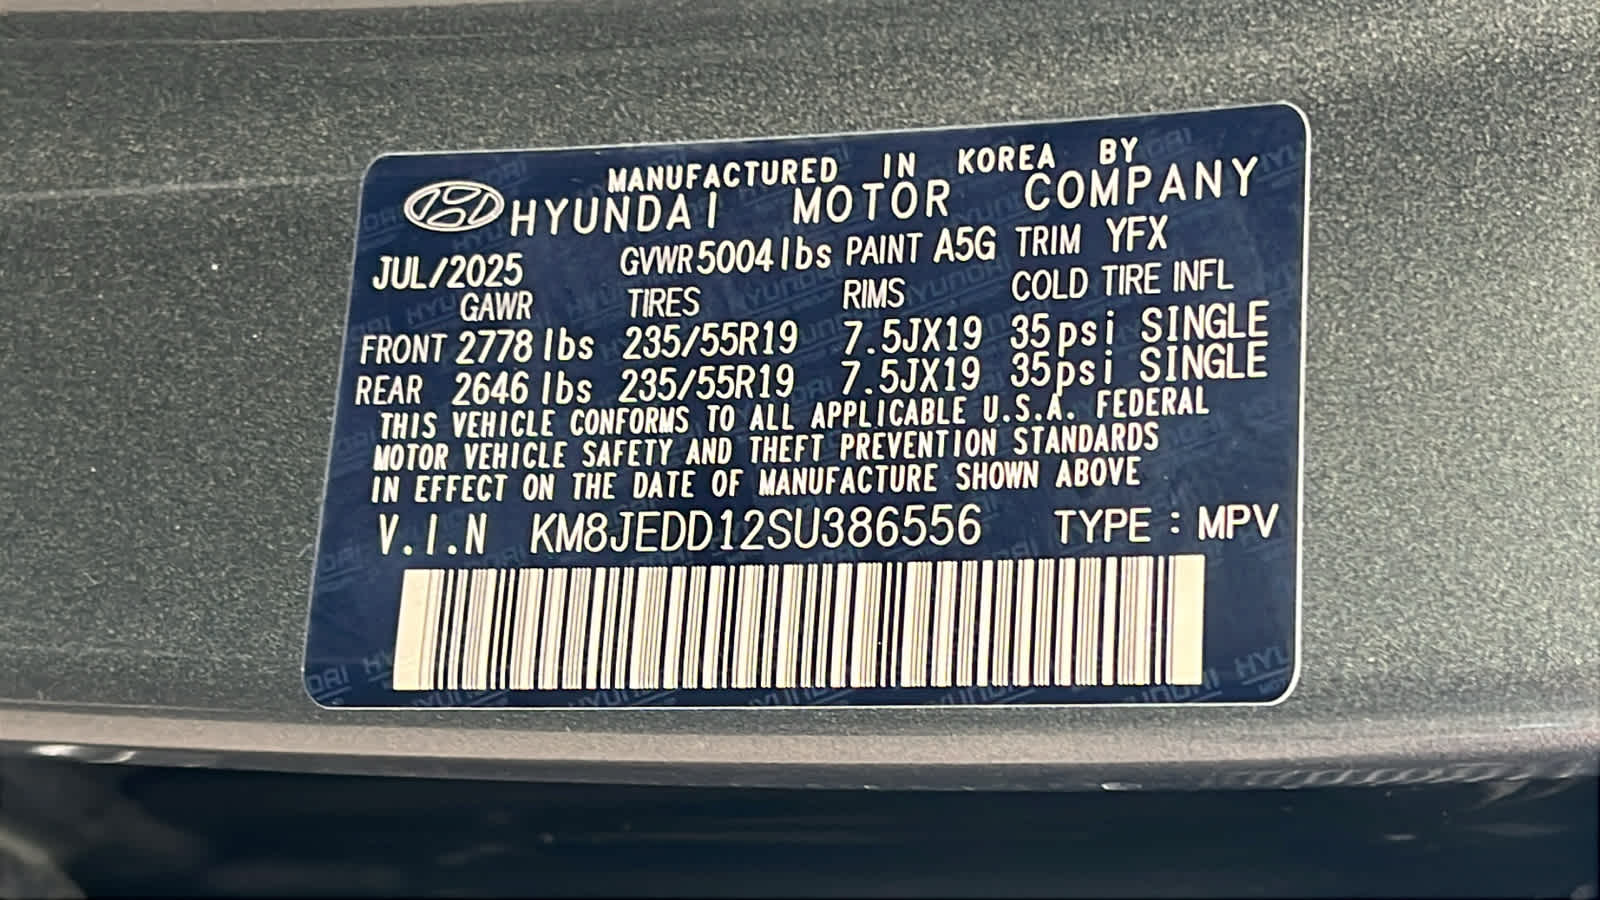 MANUFACTURED IN KOREA BY
HYUNDAI MOTOR COMPANY
JUL/2025 GVWR 5004lbs PAINT A5G TRIM YFX
GAWR TIRES RIMS COLD TIRE INFL
FRONT 2778 lbs 235/55R19 7.5JX19 35psi SINGLE
REAR 2646 lbs 235/55R19 7.5JX19 35psi SINGLE
THIS VEHICLE CONFORMS TO ALL APPLICABLE U.S.A. FEDERAL
MOTOR VEHICLE SAFETY AND THEFT PREVENTION STANDARDS
IN EFFECT ON THE DATE OF MANUFACTURE SHOWN ABOVE
V.I.N KM8JEDD12SU386556 TYPE : MPV